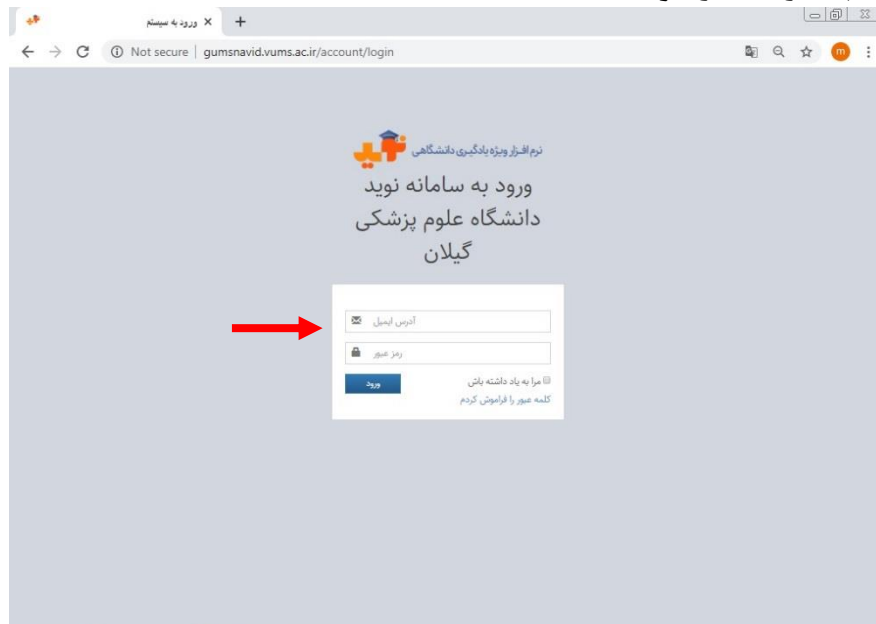 ورود به سیستم
Not secure | gumsnavid.vums.ac.ir/account/login
m
نرم افزار ویژه یادگیری دانشگاهی نوید
ورود به سامانه نوید
دانشگاه علوم پزشکی
گیلان
آدرس ایمیل
رمز عبور
مرا به یاد داشته باش
ورود
کلمه عبور را فراموش کردم